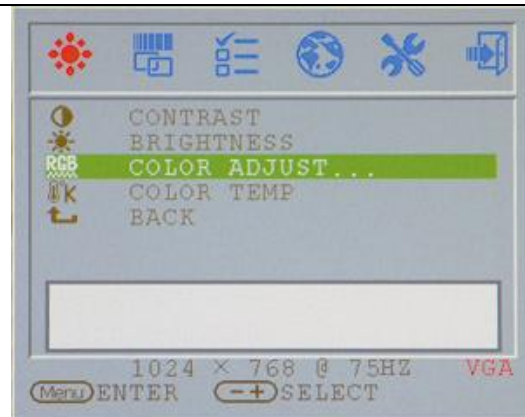 CONTRAST
BRIGHTNESS
RGB COLOR ADJUST...
K COLOR TEMP
BACK
1024 × 768 @ 75HZ VGA
Menu ENTER - + SELECT